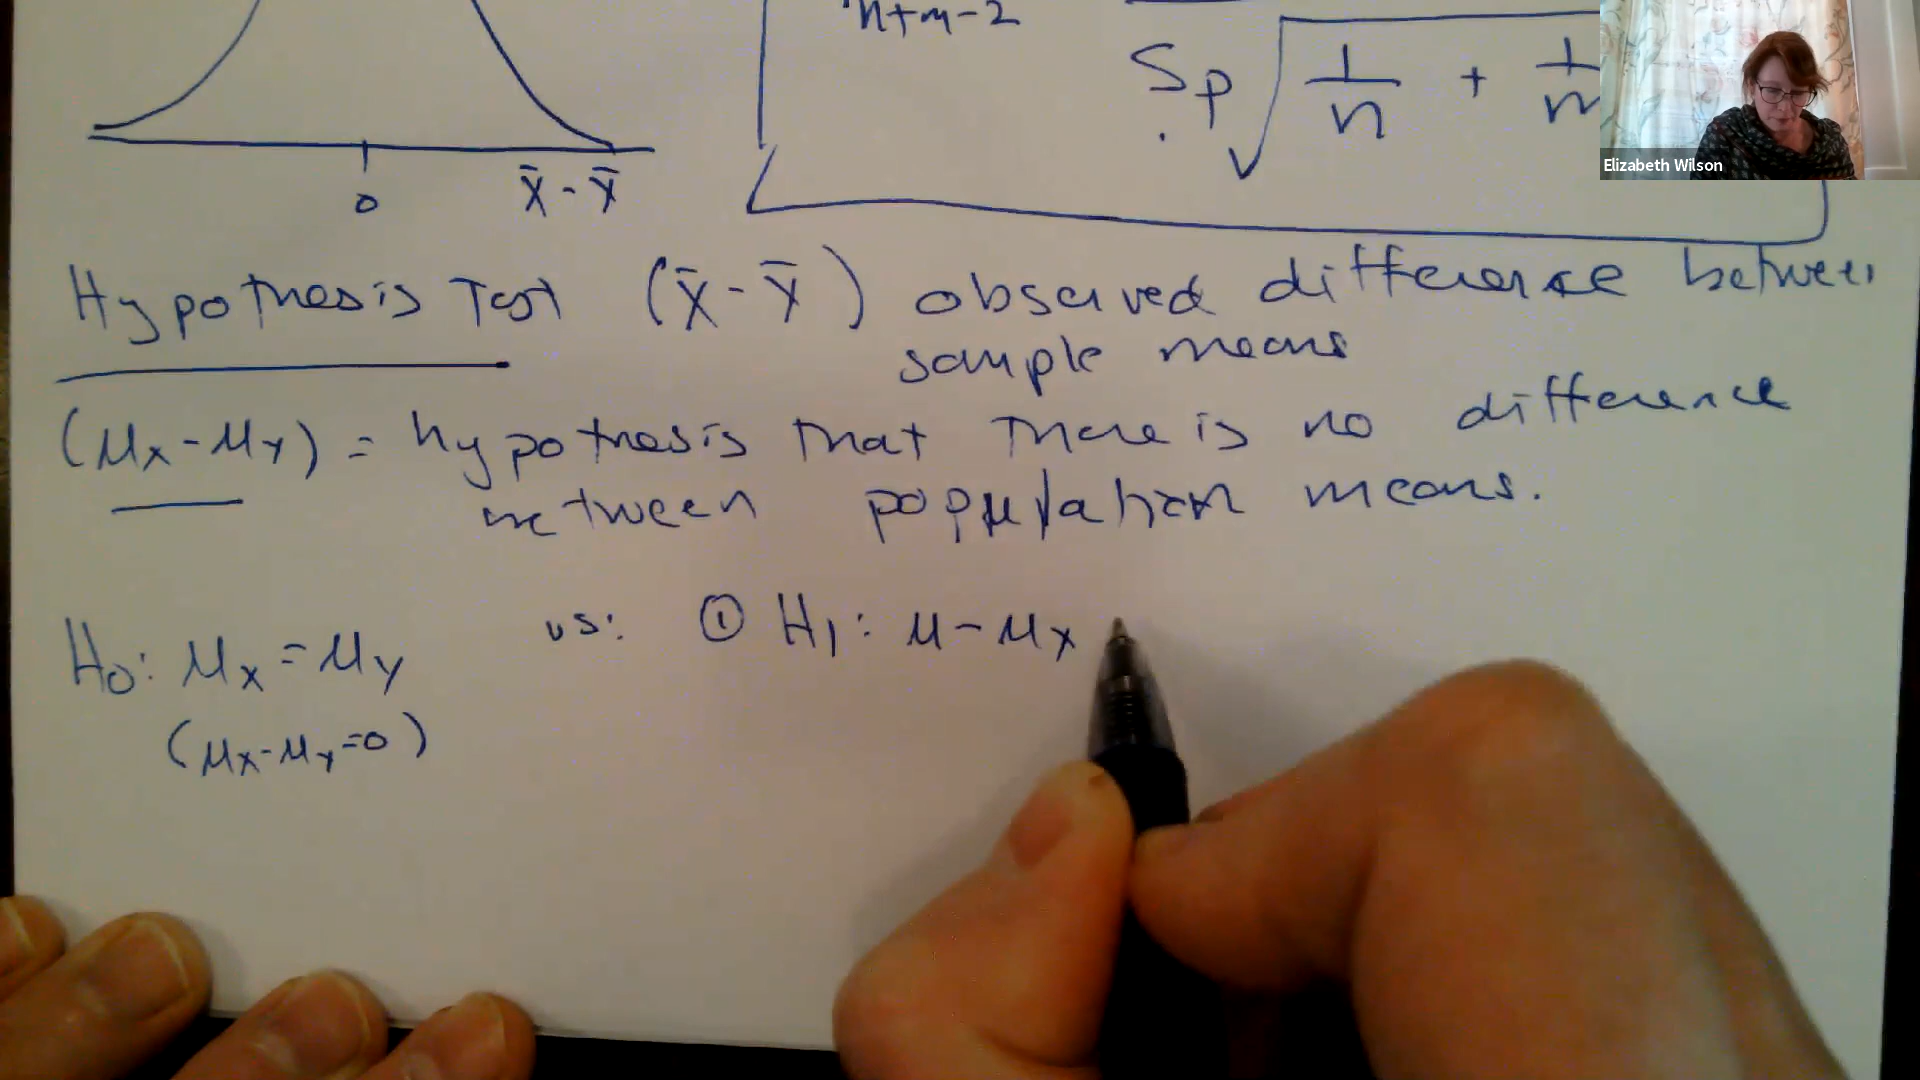 n+m-2
Sp √ 1/n + 1/m
Elizabeth Wilson
0 X̄ - Ȳ
Hypothesis Test (X̄ - Ȳ) observed difference between
sample means
(μx - μy) = hypothesis that there is no difference
between population means.
H0: μx = μy vs: ① H1: μ - μx
(μx - μy = 0)